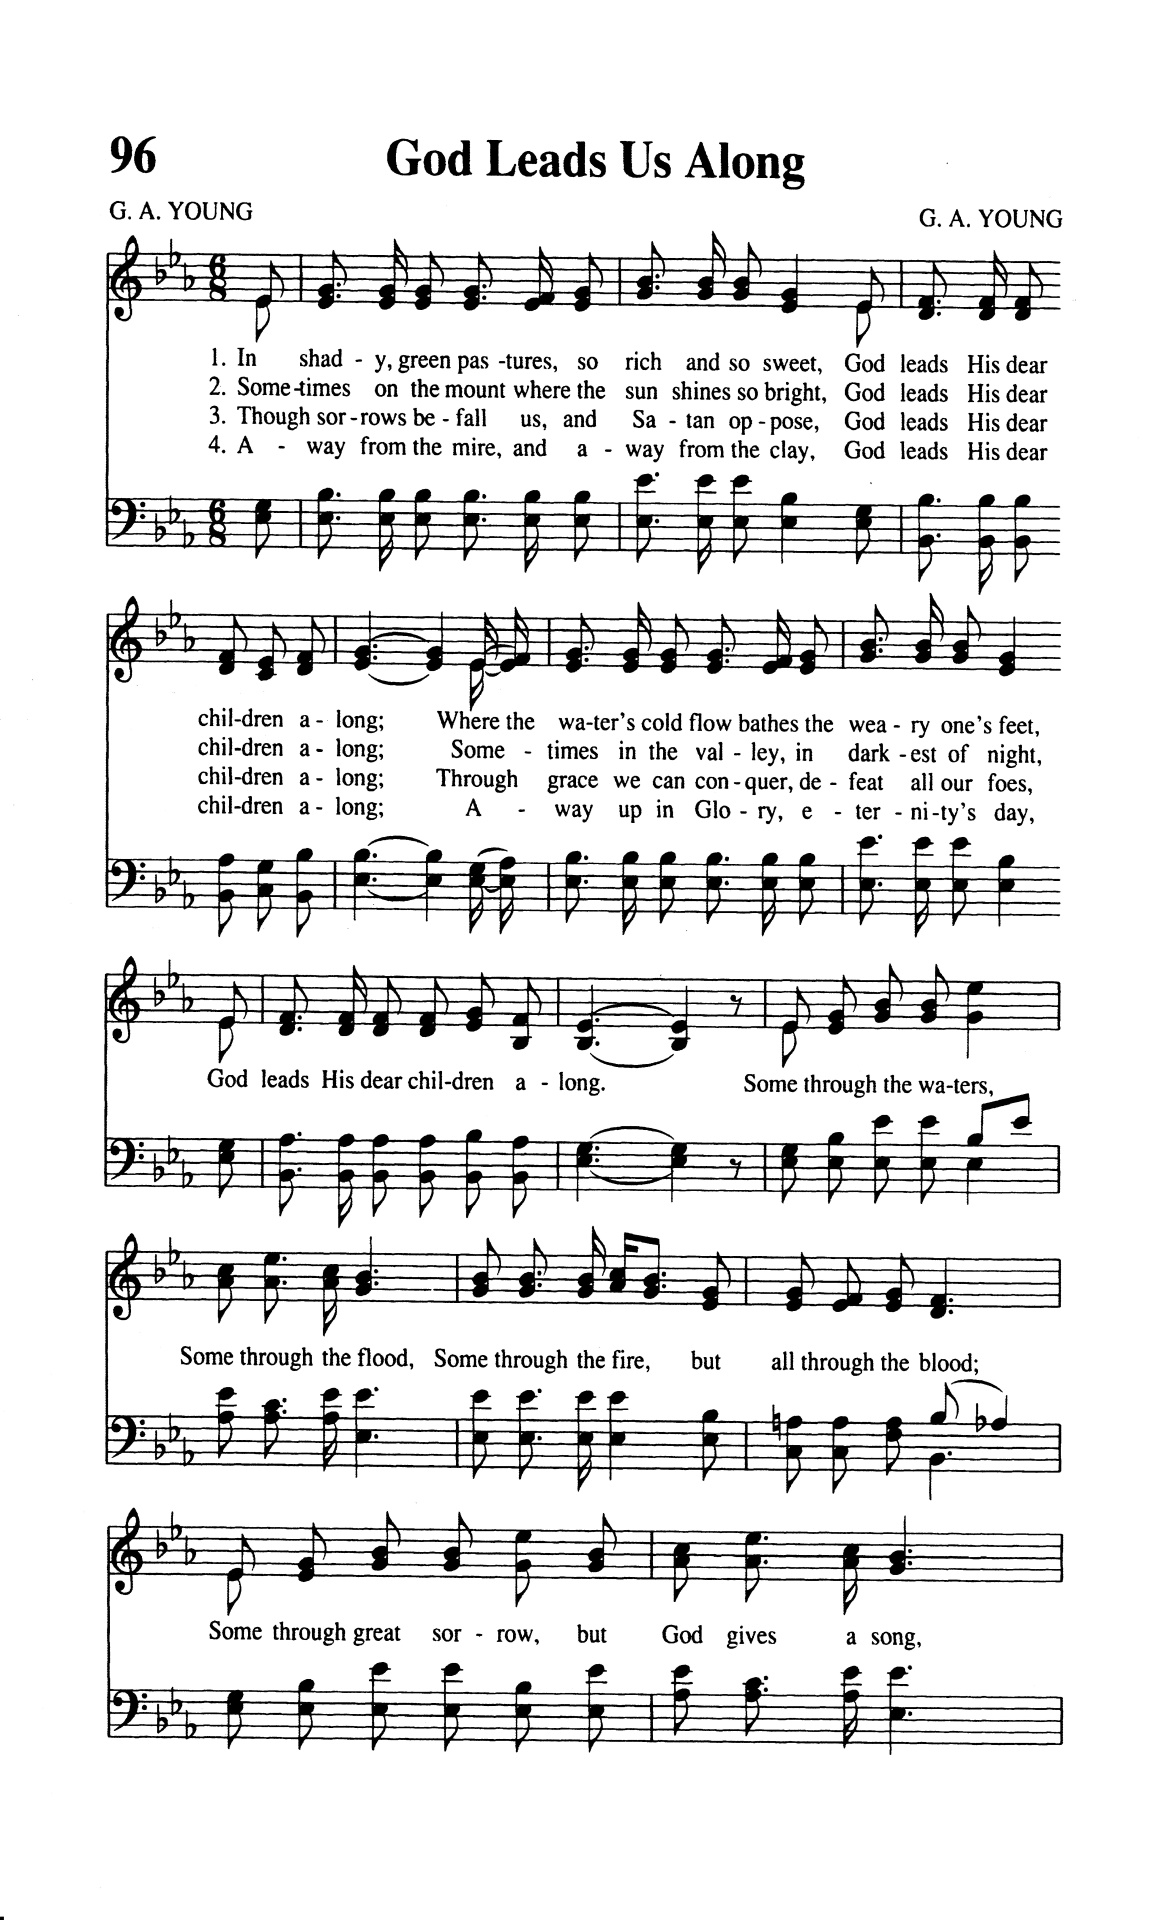 96 God Leads Us Along
G. A. YOUNG G. A. YOUNG
1. In shad - y, green pas - tures, so rich and so sweet, God leads His dear
2. Some-times on the mount where the sun shines so bright, God leads His dear
3. Though sor - rows be - fall us, and Sa - tan op - pose, God leads His dear
4. A - way from the mire, and a - way from the clay, God leads His dear
chil-dren a - long; Where the wa-ter's cold flow bathes the wea - ry one's feet,
chil-dren a - long; Some - times in the val - ley, in dark - est of night,
chil-dren a - long; Through grace we can con - quer, de - feat all our foes,
chil-dren a - long; A - way up in Glo - ry, e - ter - ni-ty's day,
God leads His dear chil-dren a - long. Some through the wa-ters,
Some through the flood, Some through the fire, but all through the blood;
Some through great sor - row, but God gives a song,